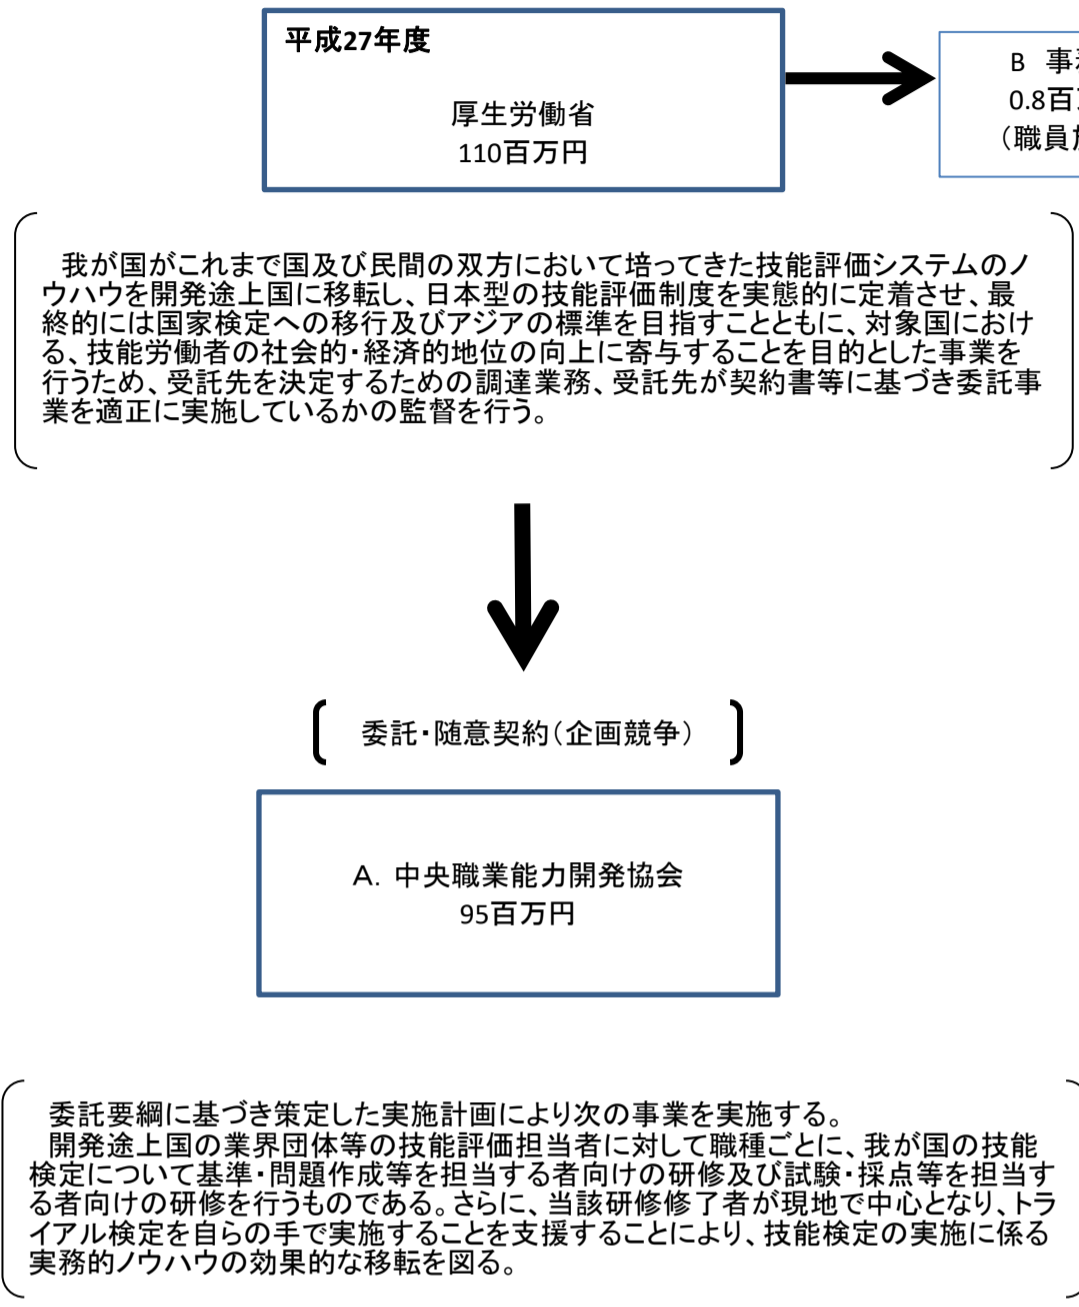 平成27年度
厚生労働省
110百万円
B 事
0.8百
（職員
我が国がこれまで国及び民間の双方において培ってきた技能評価システムのノ
ウハウを開発途上国に移転し、日本型の技能評価制度を実態的に定着させ、最
終的には国家検定への移行及びアジアの標準を目指すことともに、対象国におけ
る、技能労働者の社会的・経済的地位の向上に寄与することを目的とした事業を
行うため、受託先を決定するための調達業務、受託先が契約書等に基づき委託事
業を適正に実施しているかの監督を行う。
委託・随意契約（企画競争）
A. 中央職業能力開発協会
95百万円
委託要綱に基づき策定した実施計画により次の事業を実施する。
開発途上国の業界団体等の技能評価担当者に対して職種ごとに、我が国の技能
検定について基準・問題作成等を担当する者向けの研修及び試験・採点等を担当す
る者向けの研修を行うものである。さらに、当該研修修了者が現地で中心となり、トラ
イアル検定を自らの手で実施することを支援することにより、技能検定の実施に係る
実務的ノウハウの効果的な移転を図る。